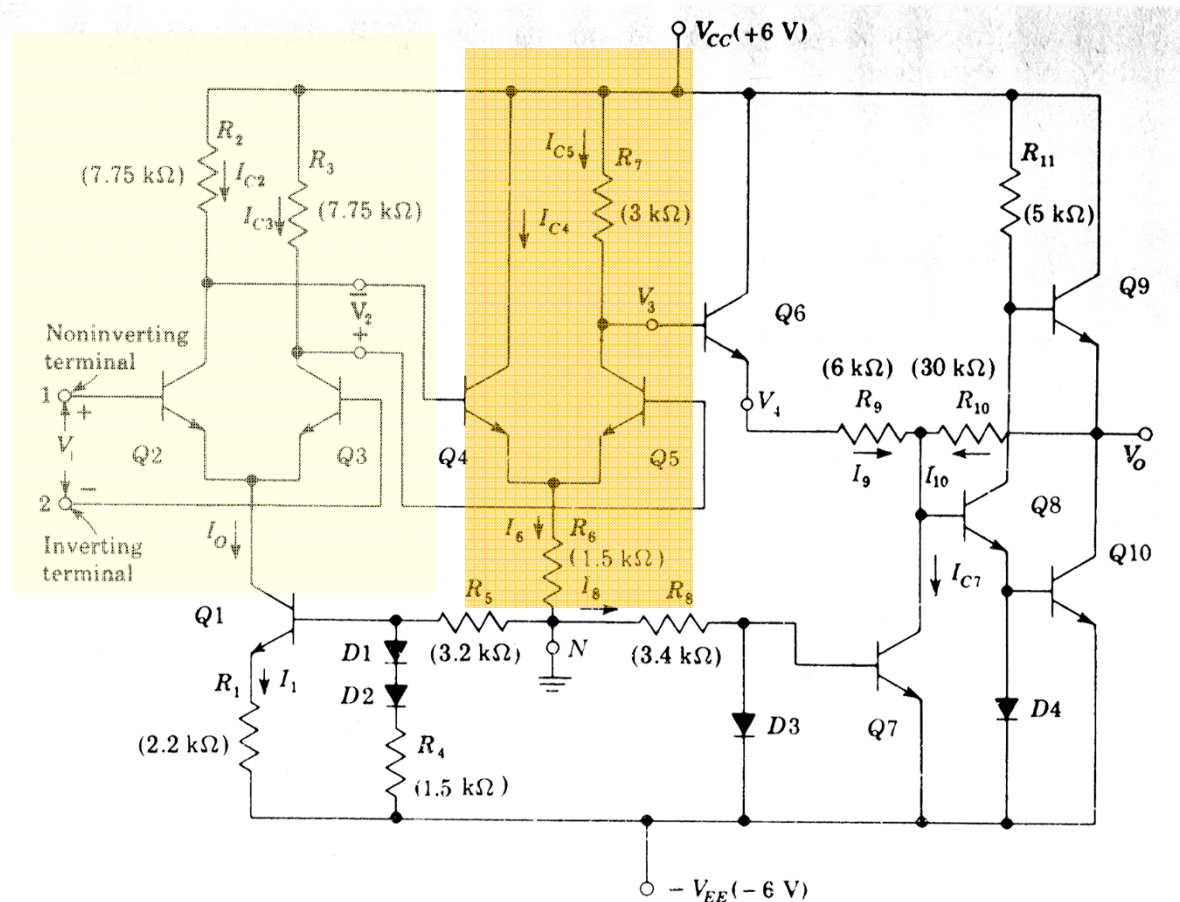 V_CC (+6 V)
R_2
(7.75 kΩ)
I_C2
R_3
(7.75 kΩ)
I_C3
I_C4
I_C5
R_7
(3 kΩ)
R_11
(5 kΩ)
Q9
Q6
− V_2 +
V_3
Noninverting
terminal
1
+
V_1
−
2
Inverting
terminal
Q2
Q3
Q4
Q5
V_4
(6 kΩ)
R_9
I_9
(30 kΩ)
R_10
I_10
V_O
Q8
Q10
I_C7
I_O
I_6
R_6
(1.5 kΩ)
I_8
R_5
(3.2 kΩ)
N
R_8
(3.4 kΩ)
Q1
R_1
I_1
(2.2 kΩ)
D1
D2
R_4
(1.5 kΩ)
D3
Q7
D4
− V_EE (− 6 V)